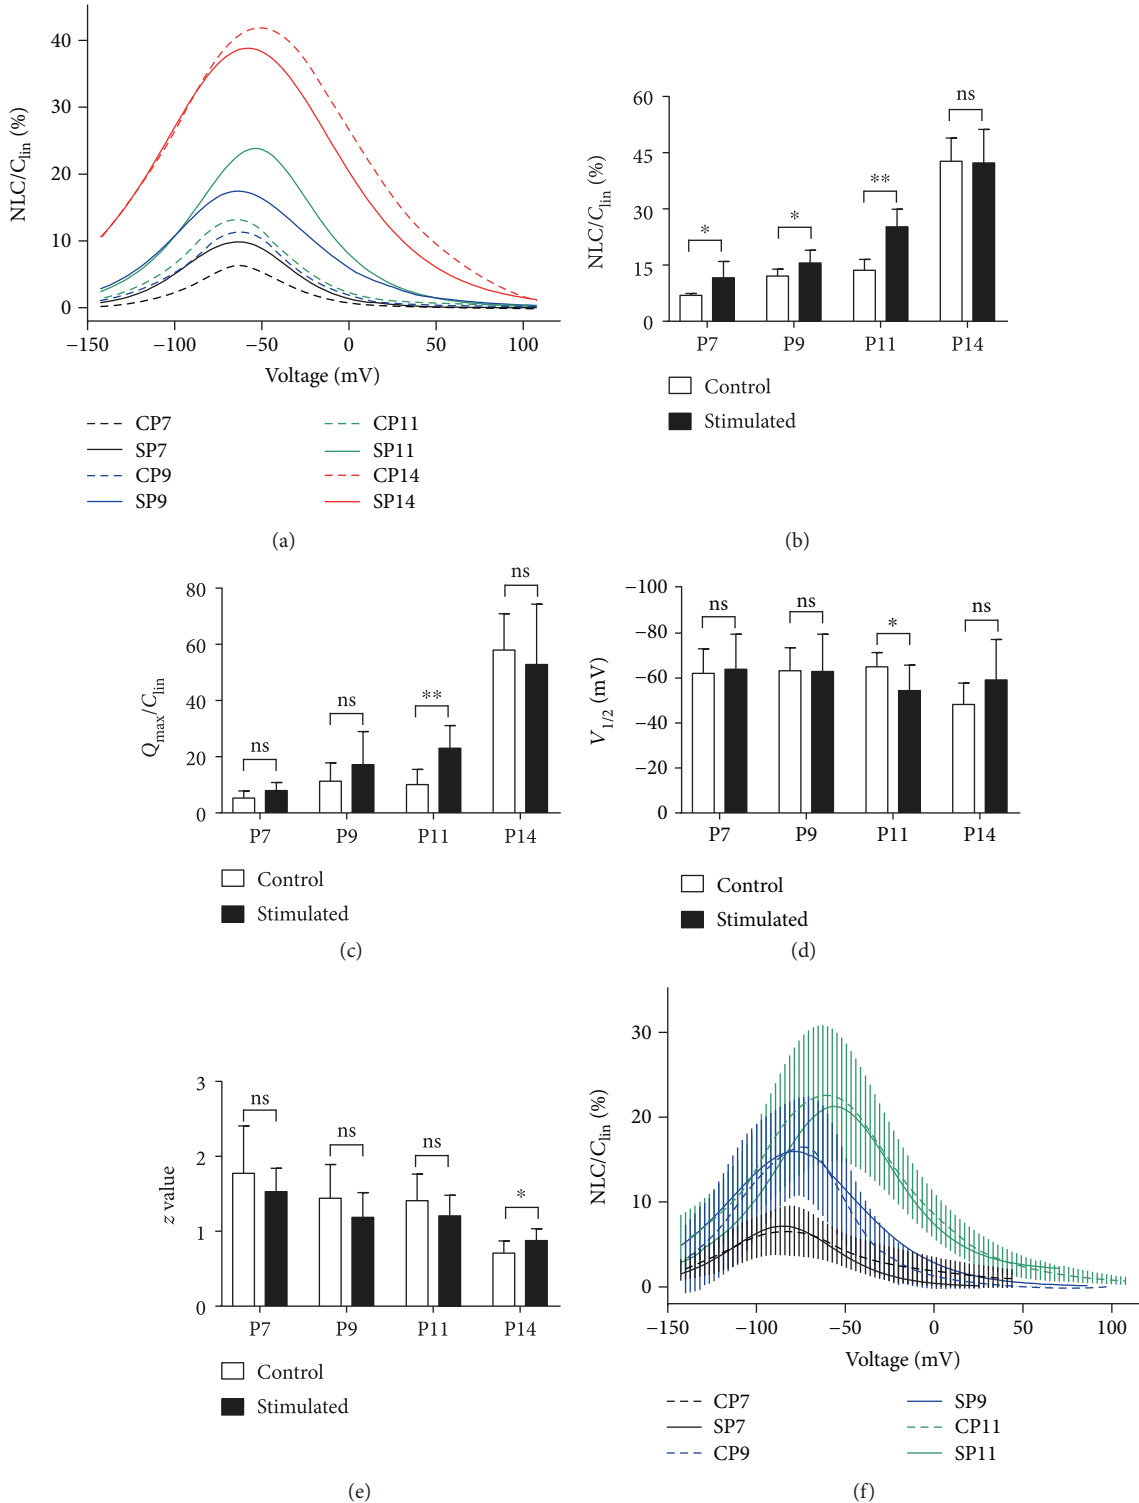 NLC/Clin (%)
40
30
20
10
0
−150
−100
−50
0
50
100
Voltage (mV)
CP7
CP11
SP7
SP11
CP9
CP14
SP9
SP14
(a)
NLC/Clin (%)
60
45
30
15
0
*
*
**
ns
P7
P9
P11
P14
Control
Stimulated
(b)
Qmax/Clin
80
60
40
20
0
ns
ns
**
ns
P7
P9
P11
P14
Control
Stimulated
(c)
V1/2 (mV)
−100
−80
−60
−40
−20
0
ns
ns
*
ns
P7
P9
P11
P14
Control
Stimulated
(d)
z value
3
2
1
0
ns
ns
ns
*
P7
P9
P11
P14
Control
Stimulated
(e)
NLC/Clin (%)
30
20
10
0
−150
−100
−50
0
50
100
Voltage (mV)
CP7
SP9
SP7
CP11
CP9
SP11
(f)